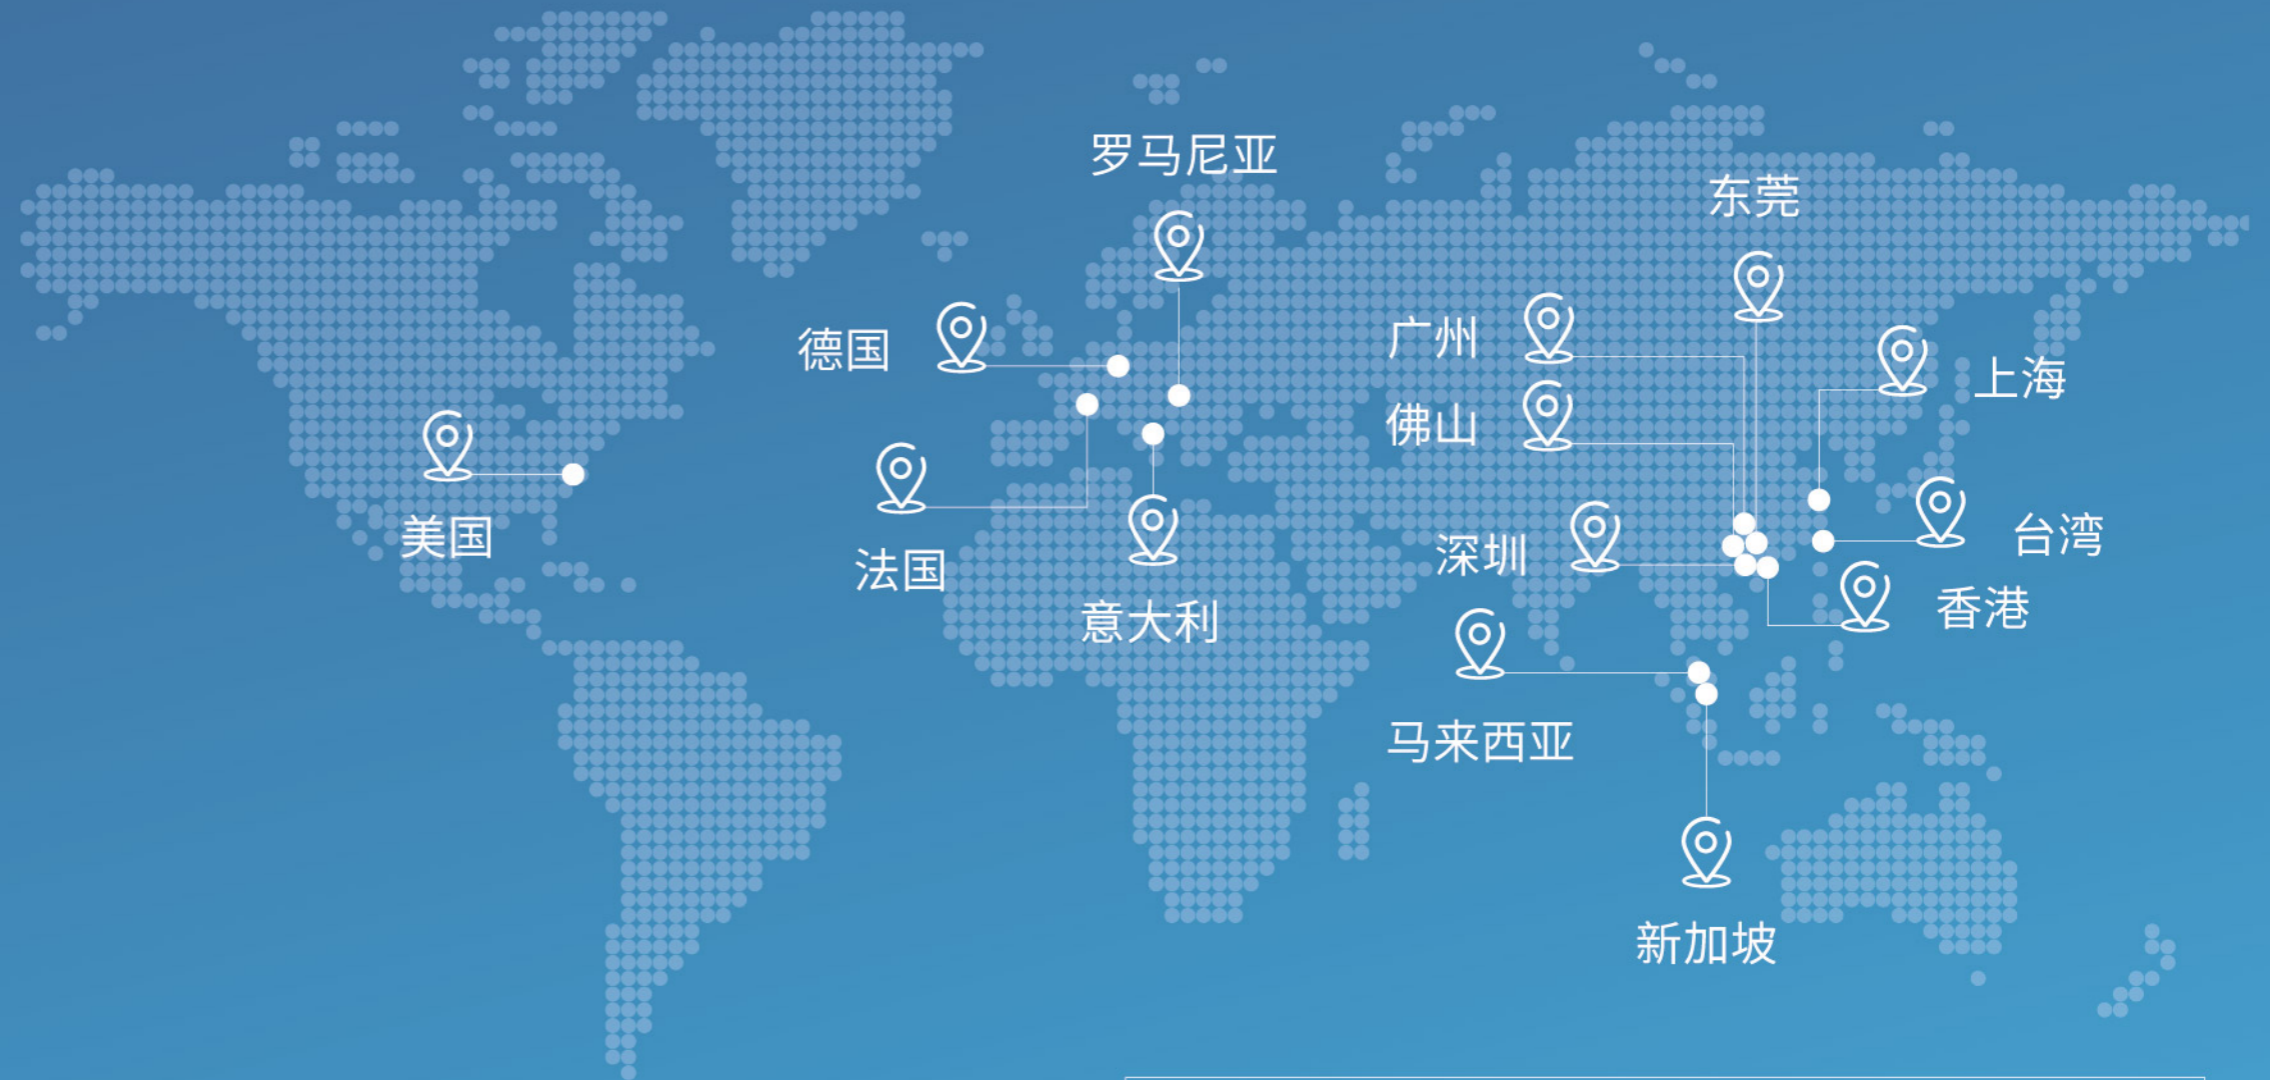 罗马尼亚
东莞
德国
广州
上海
佛山
美国
台湾
深圳
法国
香港
意大利
马来西亚
新加坡